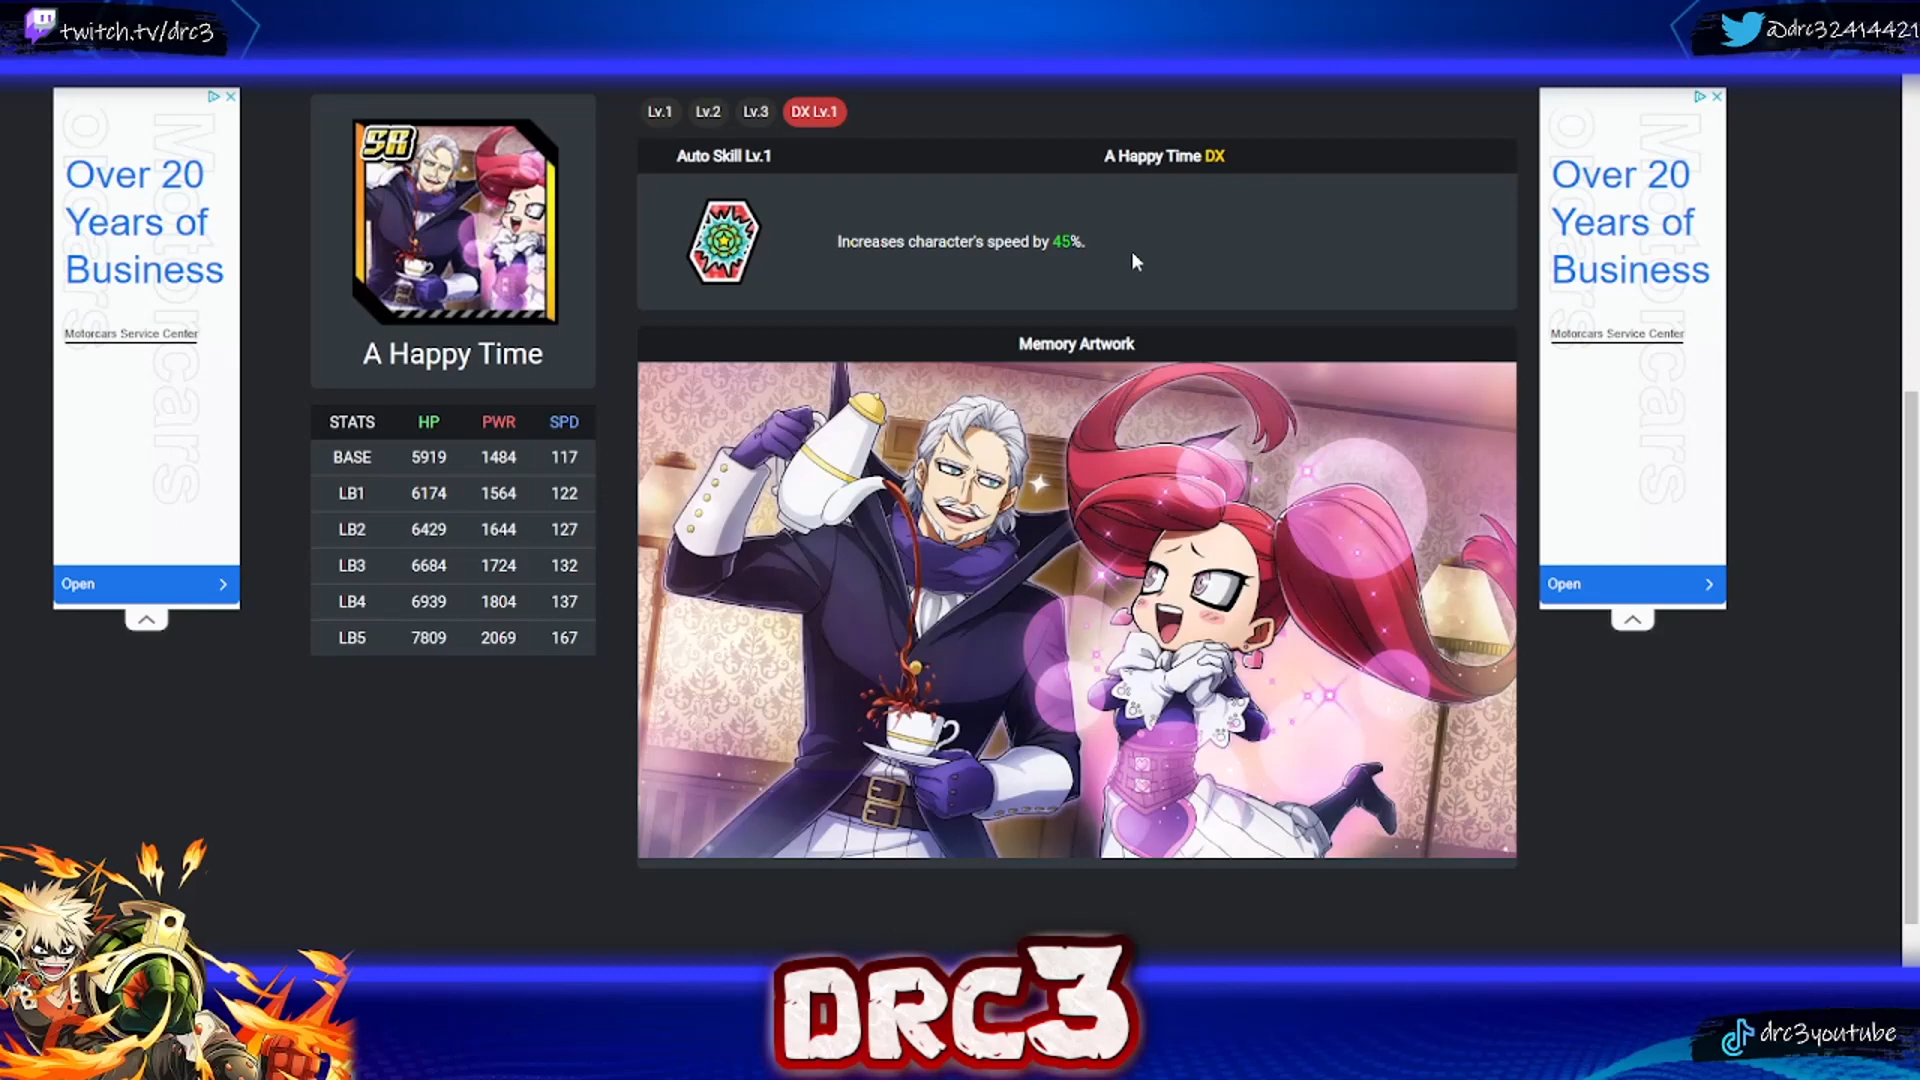 twitch.tv/drc3
@drc32414421
Over 20
Years of
Business
Motorcars Service Center
Open
Motorcars
SR
A Happy Time
STATS HP PWR SPD
BASE 5919 1484 117
LB1 6174 1564 122
LB2 6429 1644 127
LB3 6684 1724 132
LB4 6939 1804 137
LB5 7809 2069 167
Lv.1 Lv.2 Lv.3 DX Lv.1
Auto Skill Lv.1 A Happy Time DX
Increases character's speed by 45%.
Memory Artwork
Over 20
Years of
Business
Motorcars Service Center
Open
DRC3
drc3youtube